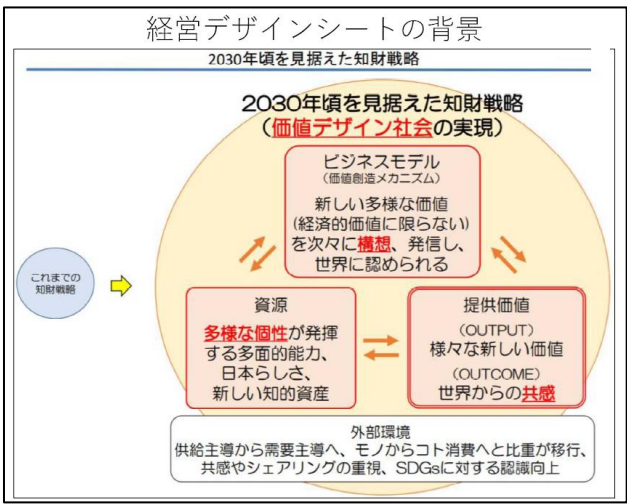 経営デザインシートの背景
2030年頃を見据えた知財戦略
2030年頃を見据えた知財戦略
（価値デザイン社会の実現）
ビジネスモデル
（価値創造メカニズム）
新しい多様な価値
(経済的価値に限らない)
を次々に構想、発信し、
世界に認められる
これまでの
知財戦略
資源
多様な個性が発揮
する多面的能力、
日本らしさ、
新しい知的資産
提供価値
(OUTPUT)
様々な新しい価値
(OUTCOME)
世界からの共感
外部環境
供給主導から需要主導へ、モノからコト消費へと比重が移行、
共感やシェアリングの重視、SDGsに対する認識向上